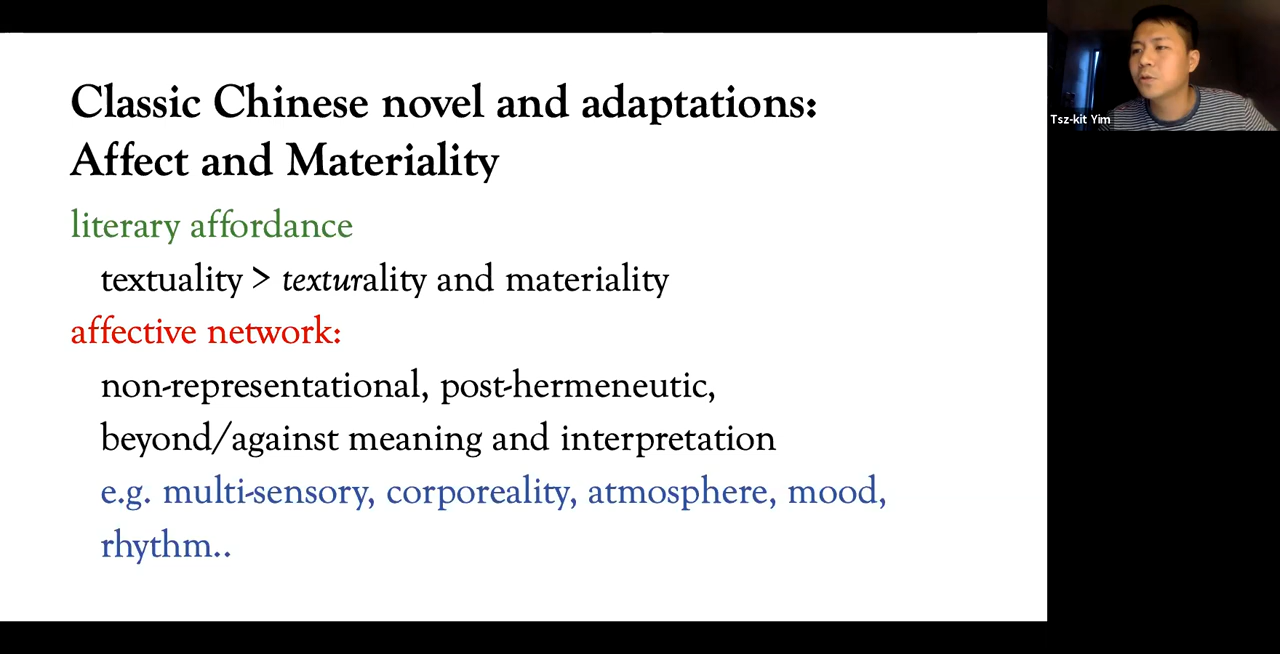 Classic Chinese novel and adaptations:
Affect and Materiality
literary affordance
textuality > texturality and materiality
affective network:
non-representational, post-hermeneutic,
beyond/against meaning and interpretation
e.g. multi-sensory, corporeality, atmosphere, mood,
rhythm..
Tsz-kit Yim